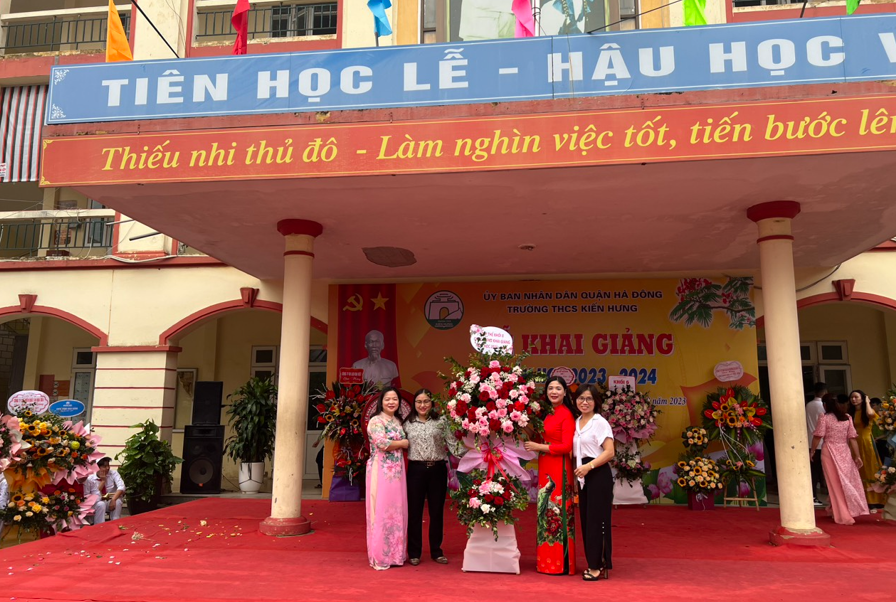 TIÊN HỌC LỄ - HẬU HỌC V
Thiếu nhi thủ đô - Làm nghìn việc tốt, tiến bước lên
ỦY BAN NHÂN DÂN QUẬN HÀ ĐÔNG
TRƯỜNG THCS KIẾN HƯNG
KHAI GIẢNG
2023 - 2024
2023